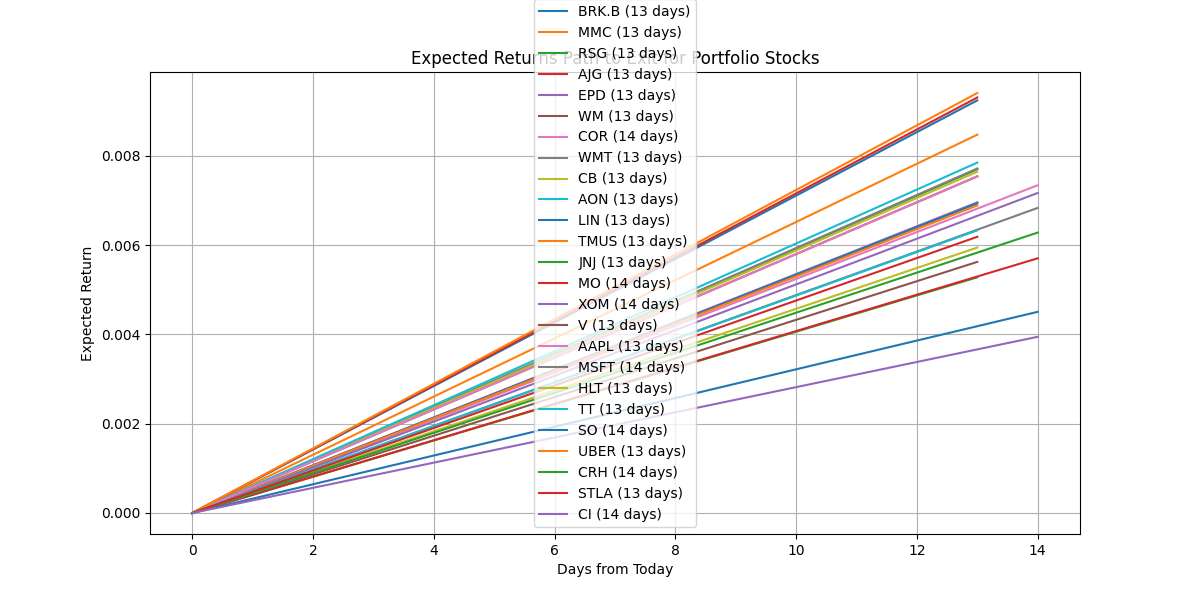 BRK.B (13 days)
MMC (13 days)
RSG (13 days)
Expected Returns Path to Exit for Portfolio Stocks
AJG (13 days)
EPD (13 days)
WM (13 days)
COR (14 days)
WMT (13 days)
CB (13 days)
AON (13 days)
LIN (13 days)
TMUS (13 days)
JNJ (13 days)
MO (14 days)
XOM (14 days)
V (13 days)
AAPL (13 days)
MSFT (14 days)
HLT (13 days)
TT (13 days)
SO (14 days)
UBER (13 days)
CRH (14 days)
STLA (13 days)
CI (14 days)
Expected Return
0.008
0.006
0.004
0.002
0.000
0 2 4 6 8 10 12 14
Days from Today